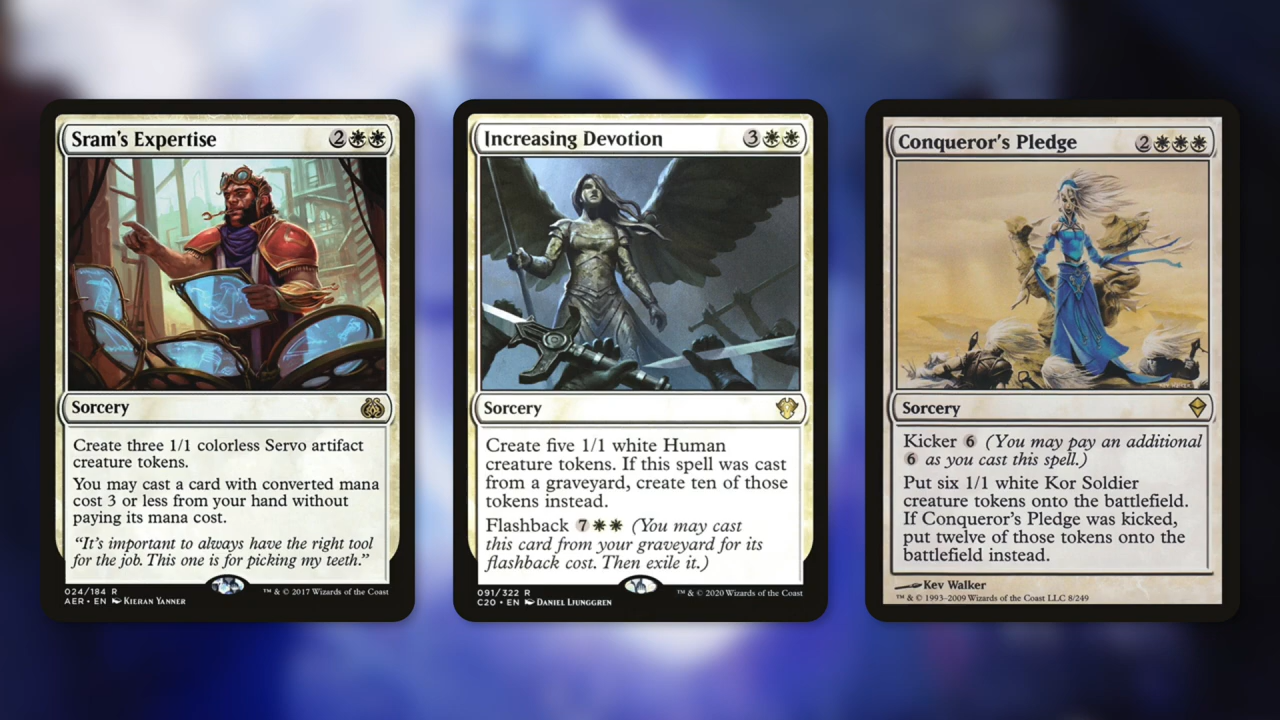 Sram's Expertise 2
Sorcery
Create three 1/1 colorless Servo artifact
creature tokens.
You may cast a card with converted mana
cost 3 or less from your hand without
paying its mana cost.
"It's important to always have the right tool
for the job. This one is for picking my teeth."
024/184 R
AER • EN KIERAN YANNER
™ & © 2017 Wizards of the Coast
Increasing Devotion 3
Sorcery
Create five 1/1 white Human
creature tokens. If this spell was cast
from a graveyard, create ten of those
tokens instead.
Flashback 7 (You may cast
this card from your graveyard for its
flashback cost. Then exile it.)
091/322 R
C20 • EN DANIEL LJUNGGREN
™ & © 2020 Wizards of the Coast
Conqueror's Pledge 2
Sorcery
Kicker 6 (You may pay an additional
6 as you cast this spell.)
Put six 1/1 white Kor Soldier
creature tokens onto the battlefield.
If Conqueror's Pledge was kicked,
put twelve of those tokens onto the
battlefield instead.
Kev Walker
™ & © 1993–2009 Wizards of the Coast LLC 8/249